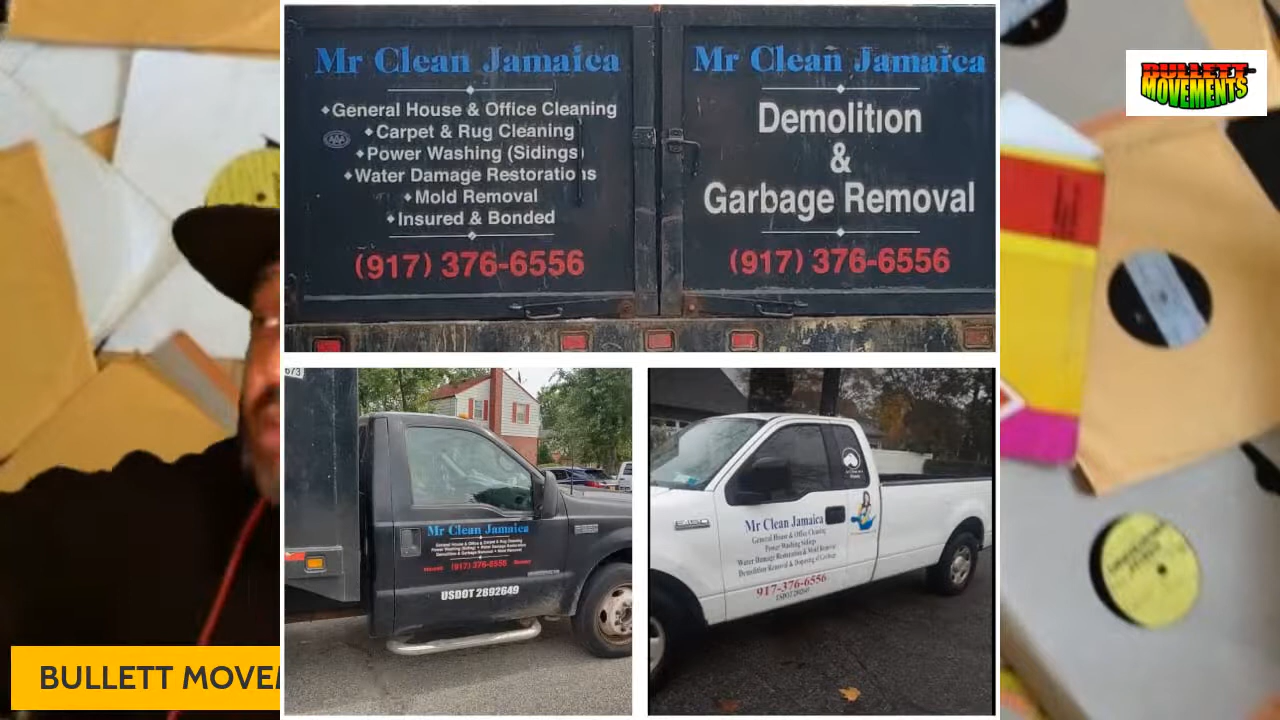 BULLETT
MOVEMENTS
Mr Clean Jamaica
General House & Office Cleaning
Carpet & Rug Cleaning
Power Washing (Sidings)
Water Damage Restorations
Mold Removal
Insured & Bonded
(917) 376-6556
Mr Clean Jamaica
Demolition
&
Garbage Removal
(917) 376-6556
673
Mr Clean Jamaica
(917) 376-6556
USDOT 2892649
F-150
Mr Clean Jamaica
General House & Office Cleaning
Power Washing Sidings
Water Damage Restoration & Mold Removal
Demolition Removal & Disposing of Garbage
917-376-6556
BULLETT MOVEM